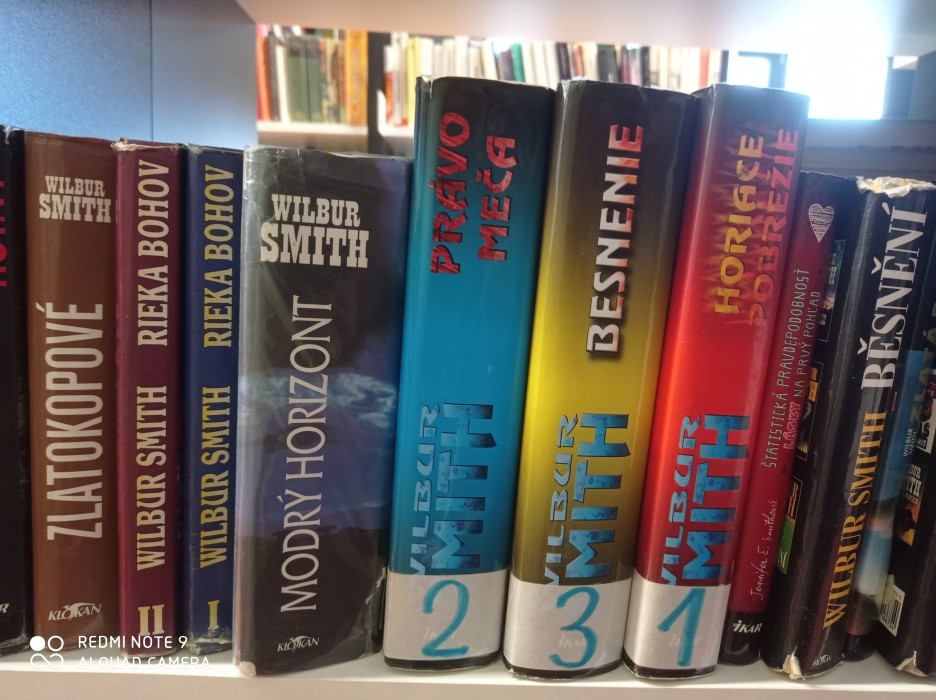 WILBUR
SMITH
ZLATOKOPOVÉ
KLOKAN
RIEKA BOHOV
WILBUR SMITH
II
RIEKA BOHOV
WILBUR SMITH
I
WILBUR
SMITH
MODRÝ HORIZONT
KLOKAN
PRÁVO
MEČA
WILBUR
SMITH
2
BESNENIE
WILBUR
SMITH
3
HORIACE
POBREŽIE
WILBUR
SMITH
1
ŠTATISTICKÁ PRAVDEPODOBNOSŤ
LÁSKY NA PRVÝ POHĽAD
Jennifer E. Smithová
IKAR
BĚSNĚNÍ
WILBUR SMITH
REDMI NOTE 9
AI QUAD CAMERA